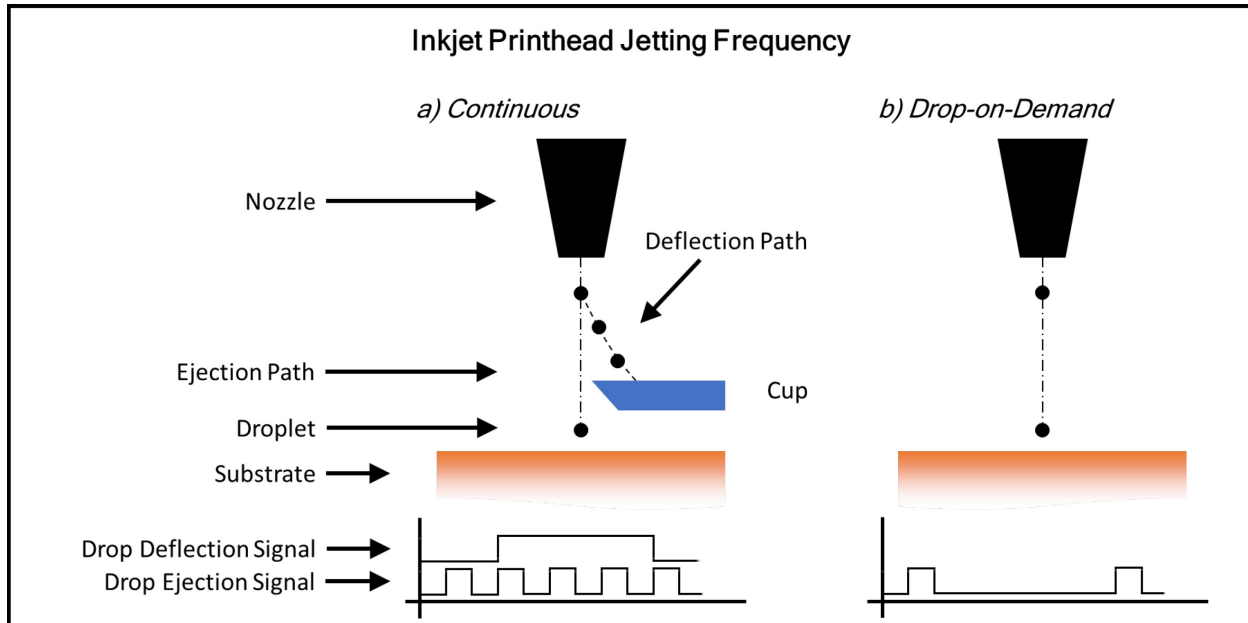 Inkjet Printhead Jetting Frequency
a) Continuous
b) Drop-on-Demand
Nozzle
Deflection Path
Ejection Path
Cup
Droplet
Substrate
Drop Deflection Signal
Drop Ejection Signal